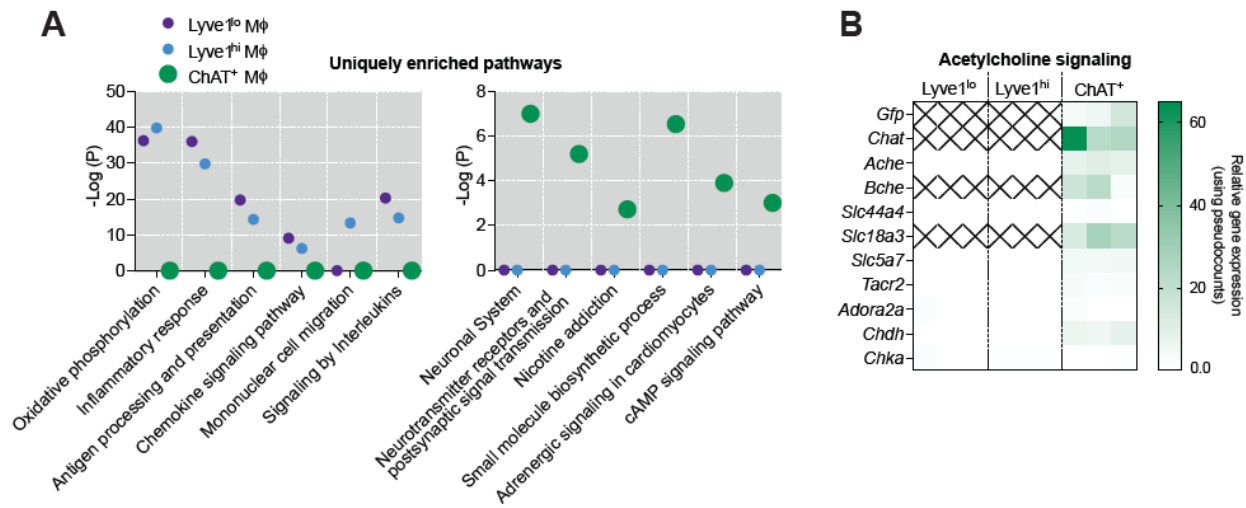 A
Lyve1lo Mϕ
Lyve1hi Mϕ
ChAT+ Mϕ
Uniquely enriched pathways
-Log (P)
50
40
30
20
10
0
Oxidative phosphorylation
Inflammatory response
Antigen processing and presentation
Chemokine signaling pathway
Mononuclear cell migration
Signaling by Interleukins
-Log (P)
8
6
4
2
0
Neuronal System
Neurotransmitter receptors and
postsynaptic signal transmission
Nicotine addiction
Small molecule biosynthetic process
Adrenergic signaling in cardiomyocytes
cAMP signaling pathway
B
Acetylcholine signaling
Lyve1lo Lyve1hi ChAT+
Gfp
Chat
Ache
Bche
Slc44a4
Slc18a3
Slc5a7
Tacr2
Adora2a
Chdh
Chka
60
40
20
0.0
Relative gene expression
(using pseudocounts)